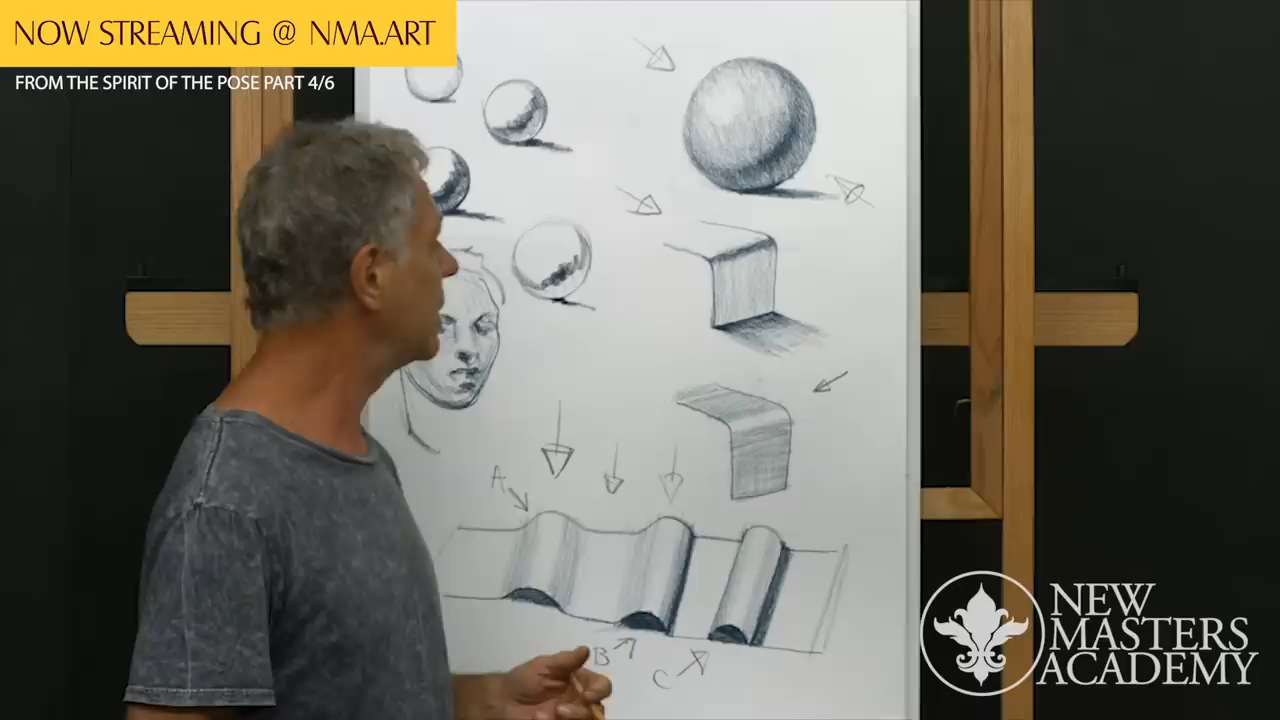 NOW STREAMING @ NMA.ART
FROM THE SPIRIT OF THE POSE PART 4/6
A
B
C
NEW
MASTERS
ACADEMY